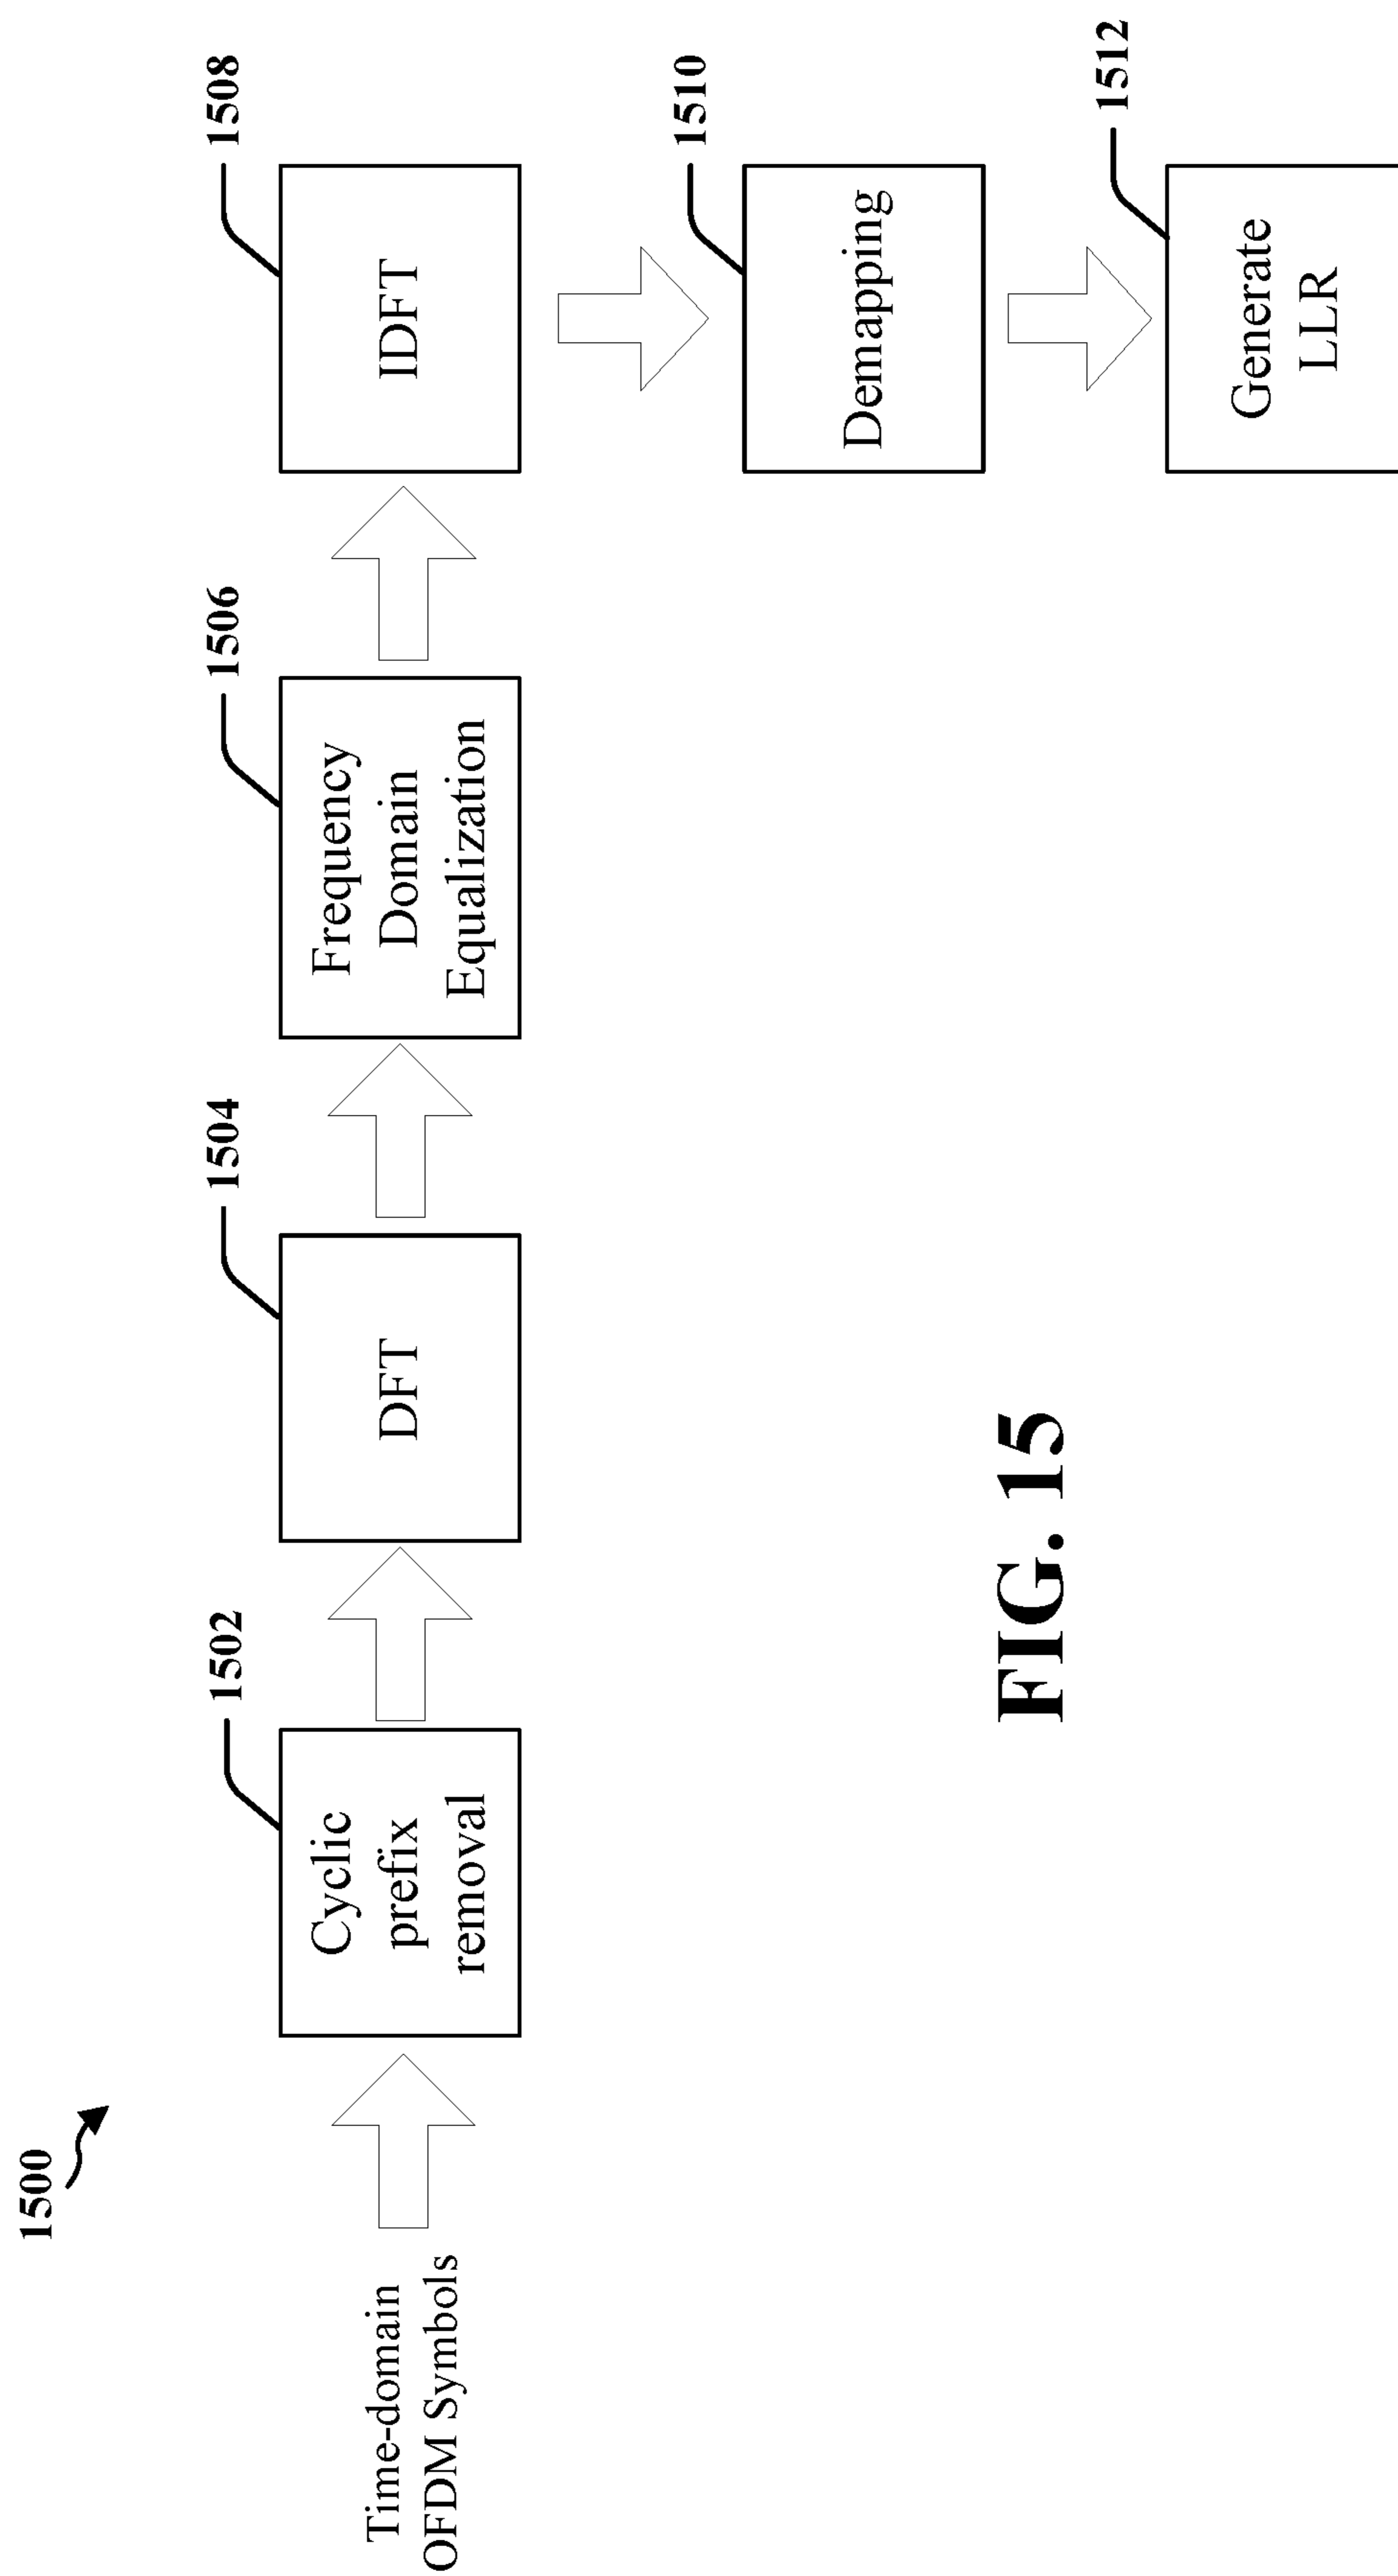 1500
Time-domain
OFDM Symbols
1502
Cyclic
prefix
removal
1504
DFT
1506
Frequency
Domain
Equalization
1508
IDFT
1510
Demapping
1512
Generate
LLR
FIG. 15